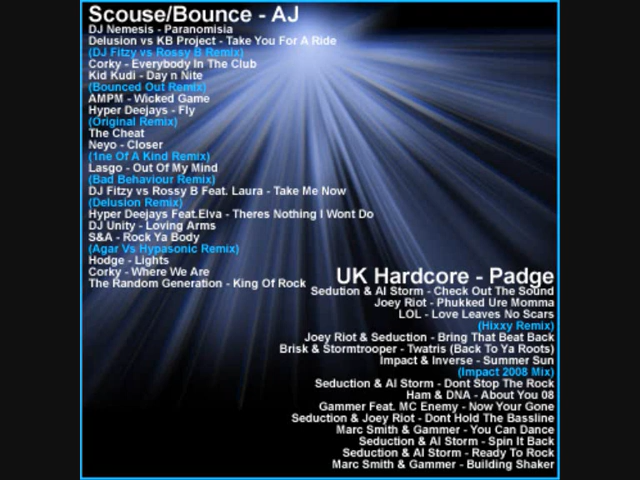 Scouse/Bounce - AJ
DJ Nemesis - Paranomisia
Delusion vs KB Project - Take You For A Ride
(DJ Fitzy vs Rossy B Remix)
Corky - Everybody In The Club
Kid Kudi - Day n Nite
(Bounced Out Remix)
AMPM - Wicked Game
Hyper Deejays - Fly
(Original Remix)
The Cheat
Neyo - Closer
(1ne Of A Kind Remix)
Lasgo - Out Of My Mind
(Bad Behaviour Remix)
DJ Fitzy vs Rossy B Feat. Laura - Take Me Now
(Delusion Remix)
Hyper Deejays Feat.Elva - Theres Nothing I Wont Do
DJ Unity - Loving Arms
S&A - Rock Ya Body
(Agar Vs Hypasonic Remix)
Hodge - Lights
Corky - Where We Are
The Random Generation - King Of Rock
UK Hardcore - Padge
Sedution & Al Storm - Check Out The Sound
Joey Riot - Phukked Ure Momma
LOL - Love Leaves No Scars
(Hixxy Remix)
Joey Riot & Seduction - Bring That Beat Back
Brisk & Stormtrooper - Twatris (Back To Ya Roots)
Impact & Inverse - Summer Sun
(Impact 2008 Mix)
Seduction & Al Storm - Dont Stop The Rock
Ham & DNA - About You 08
Gammer Feat. MC Enemy - Now Your Gone
Seduction & Joey Riot - Dont Hold The Bassline
Marc Smith & Gammer - You Can Dance
Seduction & Al Storm - Spin It Back
Seduction & Al Storm - Ready To Rock
Marc Smith & Gammer - Building Shaker